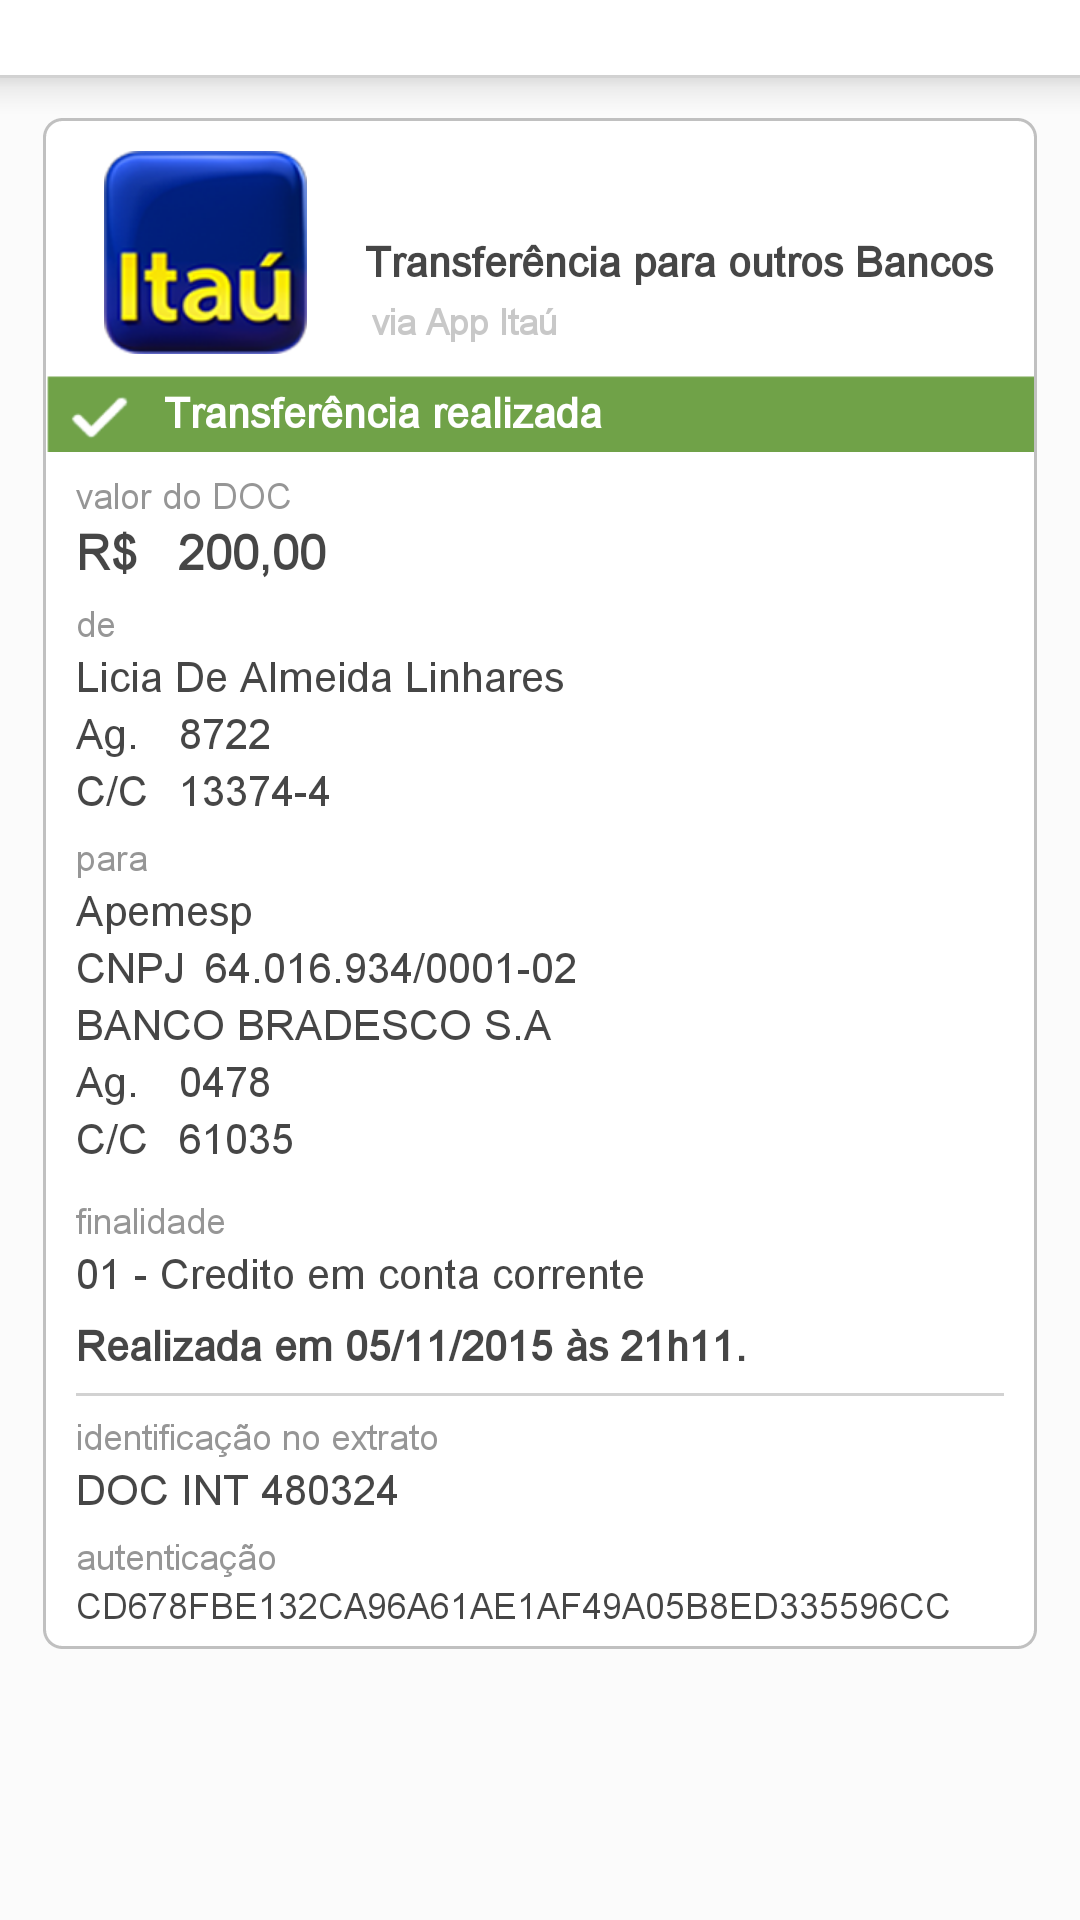 Itaú
Transferência para outros Bancos
via App Itaú
Transferência realizada
valor do DOC
R$ 200,00
de
Licia De Almeida Linhares
Ag. 8722
C/C 13374-4
para
Apemesp
CNPJ 64.016.934/0001-02
BANCO BRADESCO S.A
Ag. 0478
C/C 61035
finalidade
01 - Credito em conta corrente
Realizada em 05/11/2015 às 21h11.
identificação no extrato
DOC INT 480324
autenticação
CD678FBE132CA96A61AE1AF49A05B8ED335596CC